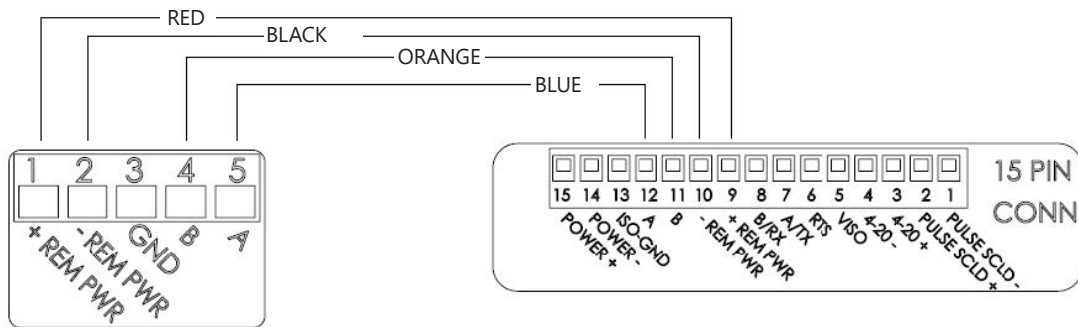 RED
BLACK
ORANGE
BLUE
1 2 3 4 5
+ REM PWR
- REM PWR
GND
B
A
15 14 13 12 11 10 9 8 7 6 5 4 3 2 1
POWER +
POWER -
ISO-GND
A
B
- REM PWR
+ REM PWR
B/RX
A/TX
RTS
VISO
4-20 -
4-20 +
PULSE SCLD +
PULSE SCLD -
15 PIN
CONN